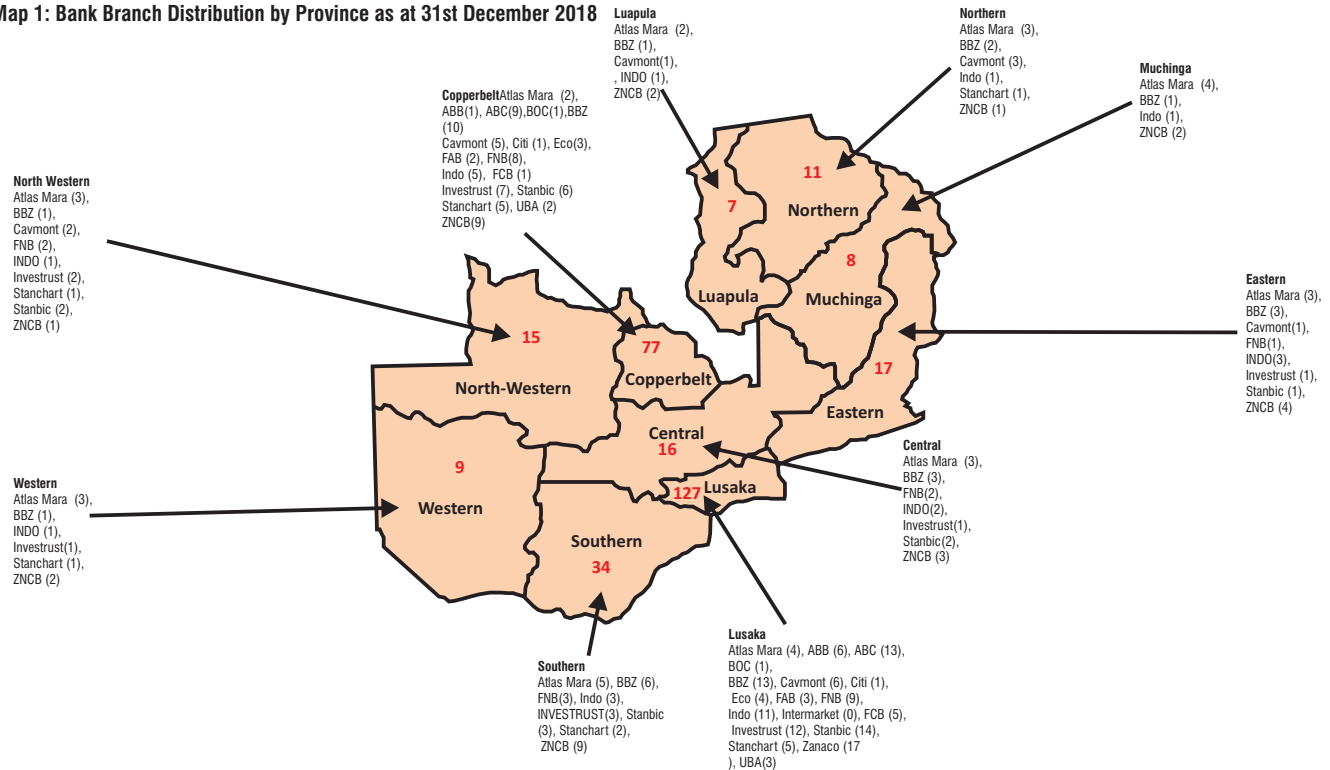 Map 1: Bank Branch Distribution by Province as at 31st December 2018
Luapula
Atlas Mara (2),
BBZ (1),
Cavmont(1),
, INDO (1),
ZNCB (2)
Northern
Atlas Mara (3),
BBZ (2),
Cavmont (3),
Indo (1),
Stanchart (1),
ZNCB (1)
Muchinga
Atlas Mara (4),
BBZ (1),
Indo (1),
ZNCB (2)
CopperbeltAtlas Mara (2),
ABB(1), ABC(9),BOC(1),BBZ
(10)
Cavmont (5), Citi (1), Eco(3),
FAB (2), FNB(8),
Indo (5), FCB (1)
Investrust (7), Stanbic (6)
Stanchart (5), UBA (2)
ZNCB(9)
North Western
Atlas Mara (3),
BBZ (1),
Cavmont (2),
FNB (2),
INDO (1),
Investrust (2),
Stanchart (1),
Stanbic (2),
ZNCB (1)
Eastern
Atlas Mara (3),
BBZ (3),
Cavmont(1),
FNB(1),
INDO(3),
Investrust (1),
Stanbic (1),
ZNCB (4)
11
Northern
7
Luapula
8
Muchinga
15
North-Western
77
Copperbelt
17
Eastern
Central
16
9
Western
127 Lusaka
Southern
34
Western
Atlas Mara (3),
BBZ (1),
INDO (1),
Investrust(1),
Stanchart (1),
ZNCB (2)
Central
Atlas Mara (3),
BBZ (3),
FNB(2),
INDO(2),
Investrust(1),
Stanbic(2),
ZNCB (3)
Southern
Atlas Mara (5), BBZ (6),
FNB(3), Indo (3),
INVESTRUST(3), Stanbic
(3), Stanchart (2),
ZNCB (9)
Lusaka
Atlas Mara (4), ABB (6), ABC (13),
BOC (1),
BBZ (13), Cavmont (6), Citi (1),
Eco (4), FAB (3), FNB (9),
Indo (11), Intermarket (0), FCB (5),
Investrust (12), Stanbic (14),
Stanchart (5), Zanaco (17
), UBA(3)